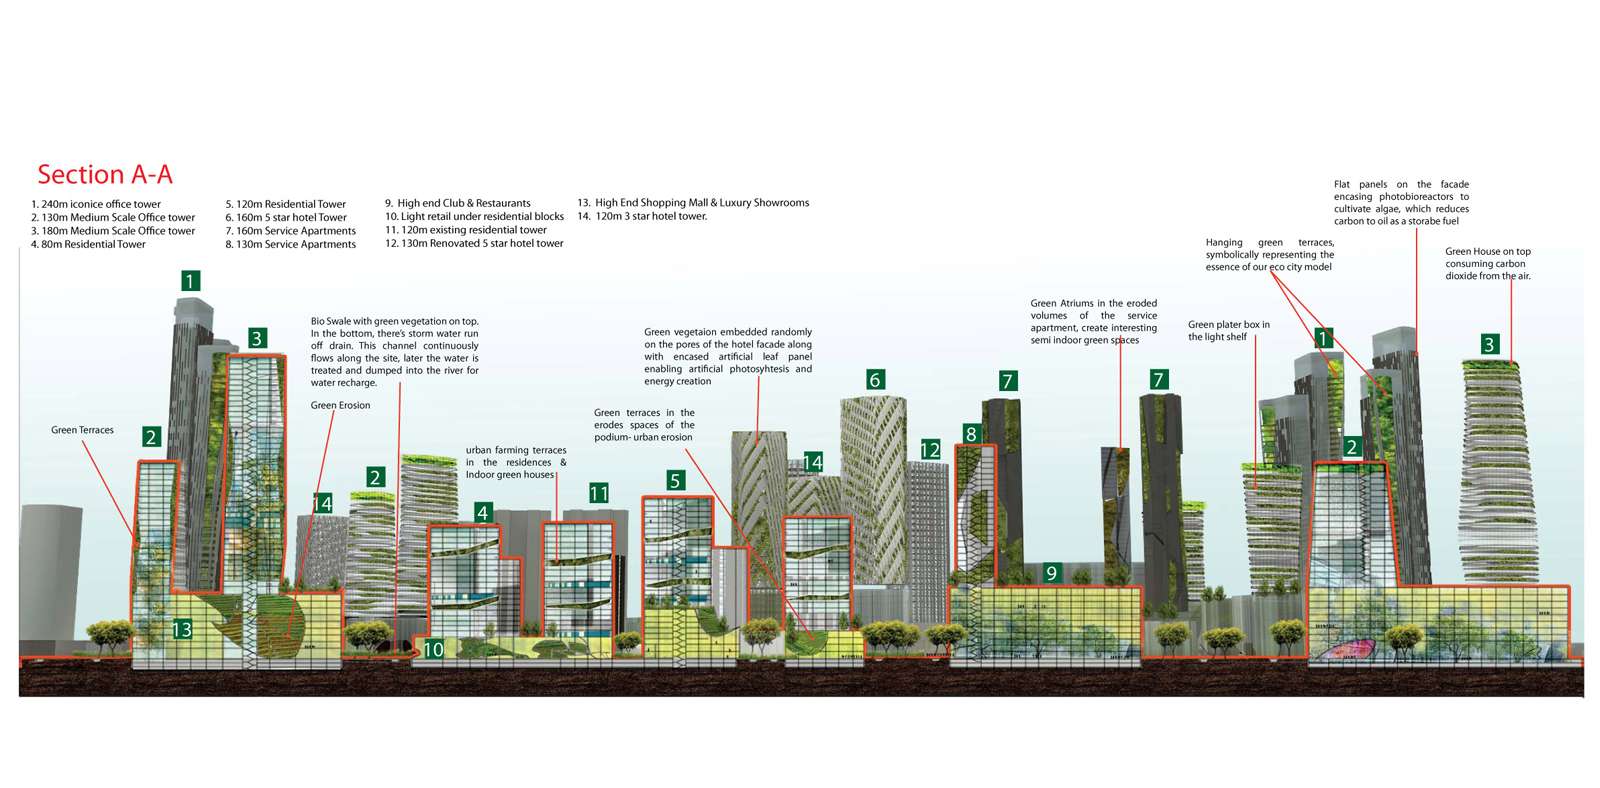 Section A-A
1. 240m iconice office tower
2. 130m Medium Scale Office tower
3. 180m Medium Scale Office tower
4. 80m Residential Tower
5. 120m Residential Tower
6. 160m 5 star hotel Tower
7. 160m Service Apartments
8. 130m Service Apartments
9. High end Club & Restaurants
10. Light retail under residential blocks
11. 120m existing residential tower
12. 130m Renovated 5 star hotel tower
13. High End Shopping Mall & Luxury Showrooms
14. 120m 3 star hotel tower.
Flat panels on the facade
encasing photobioreactors to
cultivate algae, which reduces
carbon to oil as a storabe fuel
Hanging green terraces,
symbolically representing the
essence of our eco city model
Green House on top
consuming carbon
dioxide from the air.
Green Atriums in the eroded
volumes of the service
apartment, create interesting
semi indoor green spaces
Green plater box in
the light shelf
Bio Swale with green vegetation on top.
In the bottom, there's storm water run
off drain. This channel continuously
flows along the site, later the water is
treated and dumped into the river for
water recharge.
Green Erosion
Green vegetaion embedded randomly
on the pores of the hotel facade along
with encased artificial leaf panel
enabling artificial photosyhtesis and
energy creation
Green terraces in the
erodes spaces of the
podium- urban erosion
Green Terraces
urban farming terraces
in the residences &
Indoor green houses
1
3
2
14
2
4
11
5
14
6
12
8
7
7
1
2
3
9
13
10